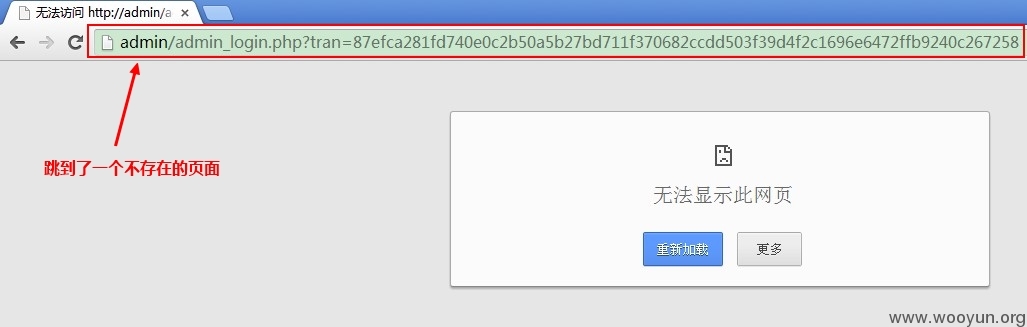 无法访问 http://admin/a
admin/admin_login.php?tran=87efca281fd740e0c2b50a5b27bd711f370682ccdd503f39d4f2c1696e6472ffb9240c267258
跳到了一个不存在的页面
无法显示此网页
重新加载 更多
www.wooyun.org